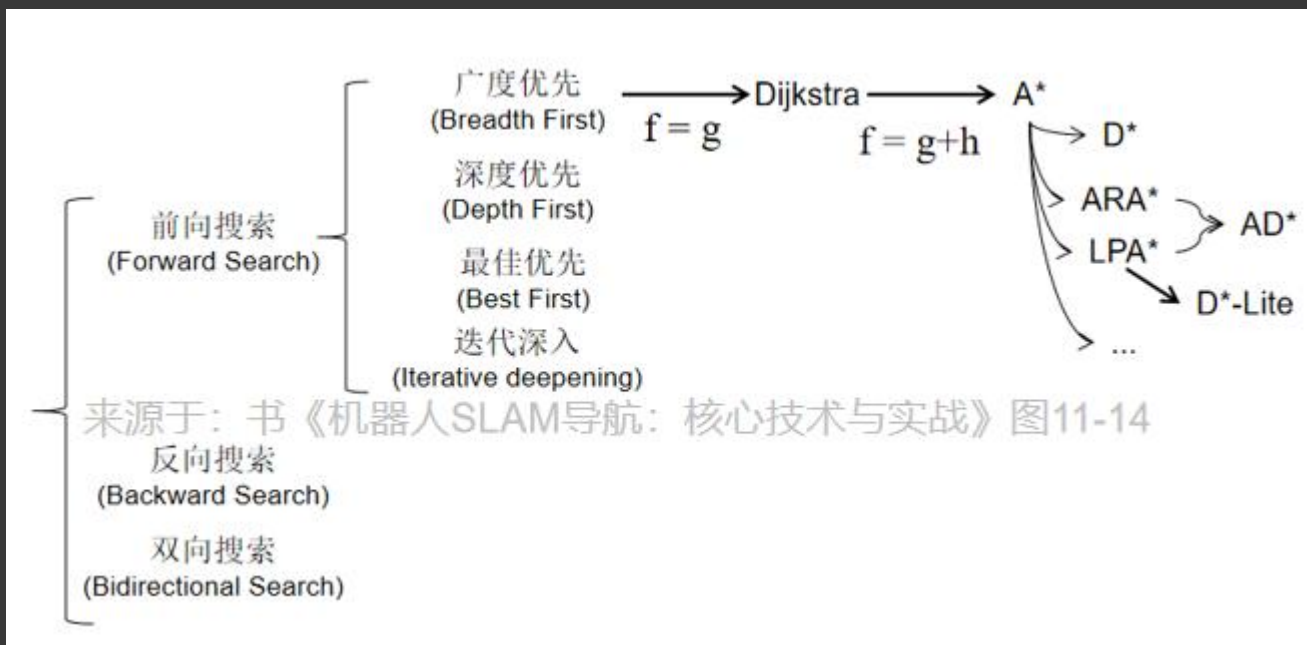 广度优先
(Breadth First)
f = g
Dijkstra
f = g+h
A*
D*
ARA*
LPA*
AD*
D*-Lite
...
深度优先
(Depth First)
前向搜索
(Forward Search)
最佳优先
(Best First)
迭代深入
(Iterative deepening)
来源于：书《机器人SLAM导航：核心技术与实战》图11-14
反向搜索
(Backward Search)
双向搜索
(Bidirectional Search)